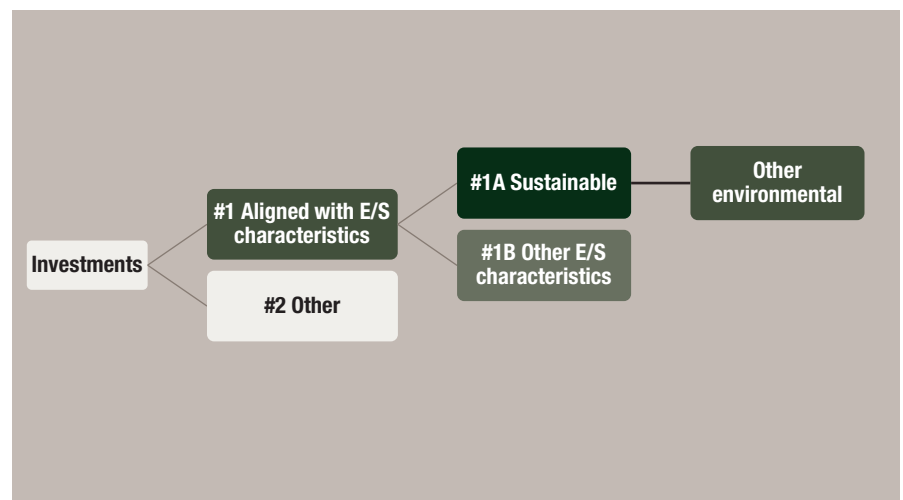 Investments
#1 Aligned with E/S
characteristics
#2 Other
#1A Sustainable
#1B Other E/S
characteristics
Other
environmental